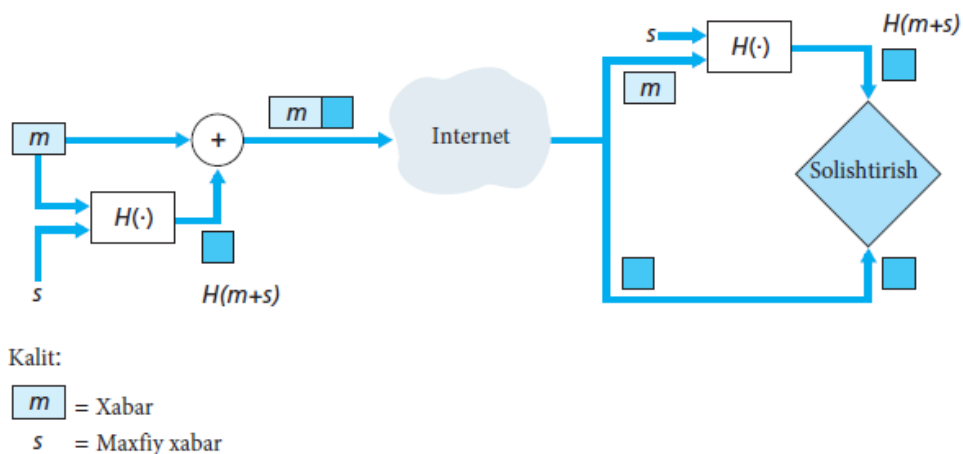 m
s
H(·)
H(m+s)
+
m
Internet
s
H(·)
m
H(m+s)
Solishtirish
Kalit:
m = Xabar
s = Maxfiy xabar